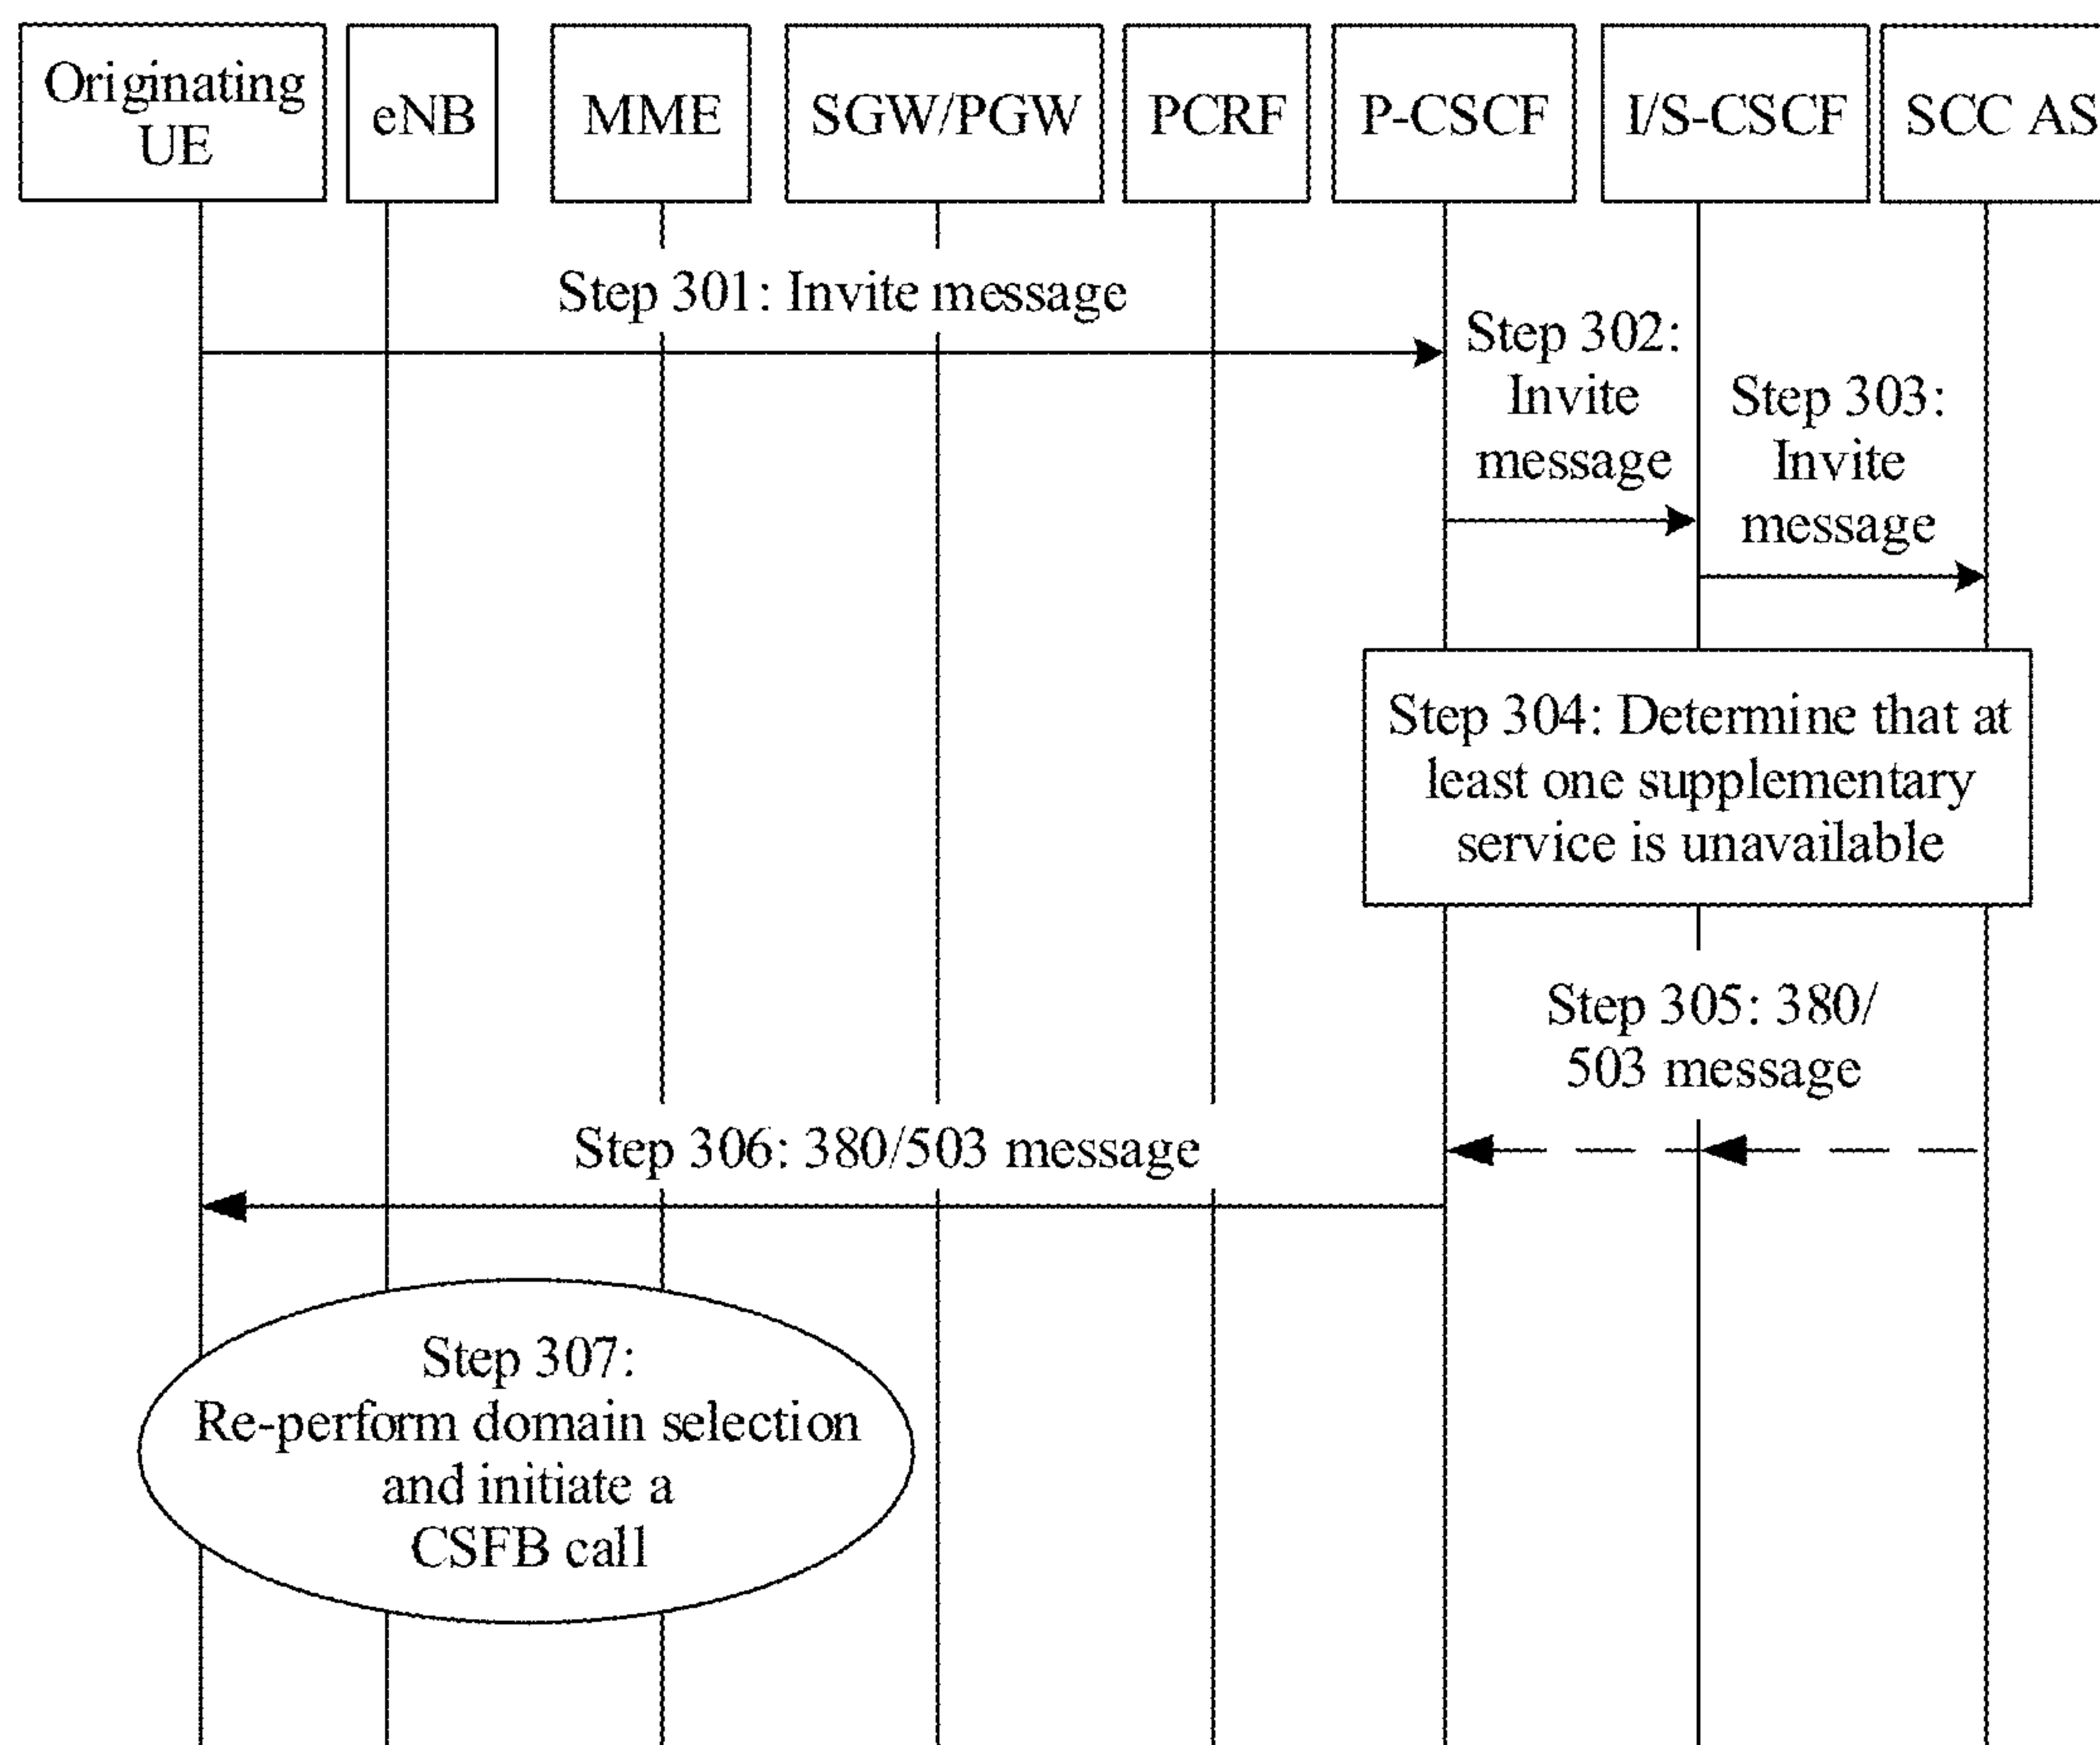 Originating
UE
eNB
MME
SGW/PGW
PCRF
P-CSCF
I/S-CSCF
SCC AS
Step 301: Invite message
Step 302:
Invite
message
Step 303:
Invite
message
Step 304: Determine that at
least one supplementary
service is unavailable
Step 305: 380/
503 message
Step 306: 380/503 message
Step 307:
Re-perform domain selection
and initiate a
CSFB call